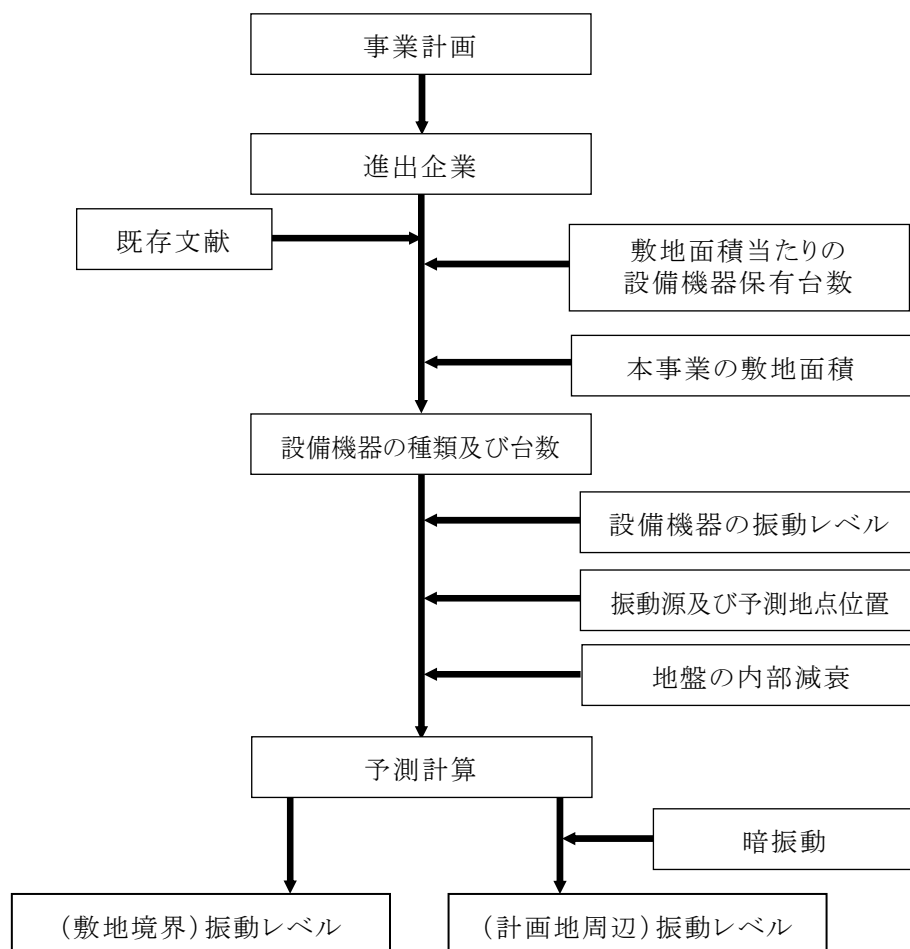 事業計画
進出企業
既存文献
敷地面積当たりの
設備機器保有台数
本事業の敷地面積
設備機器の種類及び台数
設備機器の振動レベル
振動源及び予測地点位置
地盤の内部減衰
予測計算
暗振動
(敷地境界)振動レベル
(計画地周辺)振動レベル